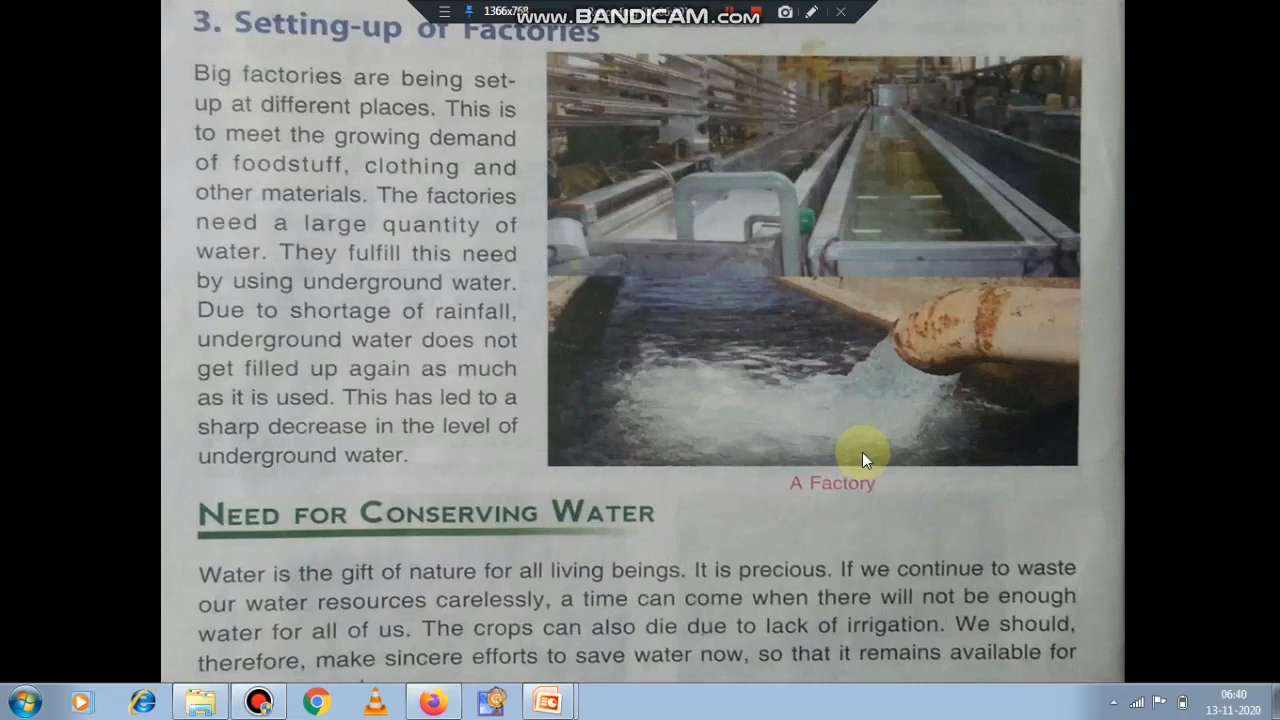 1366x768
www.BANDICAM.com
3. Setting-up of Factories
Big factories are being set-
up at different places. This is
to meet the growing demand
of foodstuff, clothing and
other materials. The factories
need a large quantity of
water. They fulfill this need
by using underground water.
Due to shortage of rainfall,
underground water does not
get filled up again as much
as it is used. This has led to a
sharp decrease in the level of
underground water.
A Factory
NEED FOR CONSERVING WATER
Water is the gift of nature for all living beings. It is precious. If we continue to waste
our water resources carelessly, a time can come when there will not be enough
water for all of us. The crops can also die due to lack of irrigation. We should,
therefore, make sincere efforts to save water now, so that it remains available for
06:40
13-11-2020